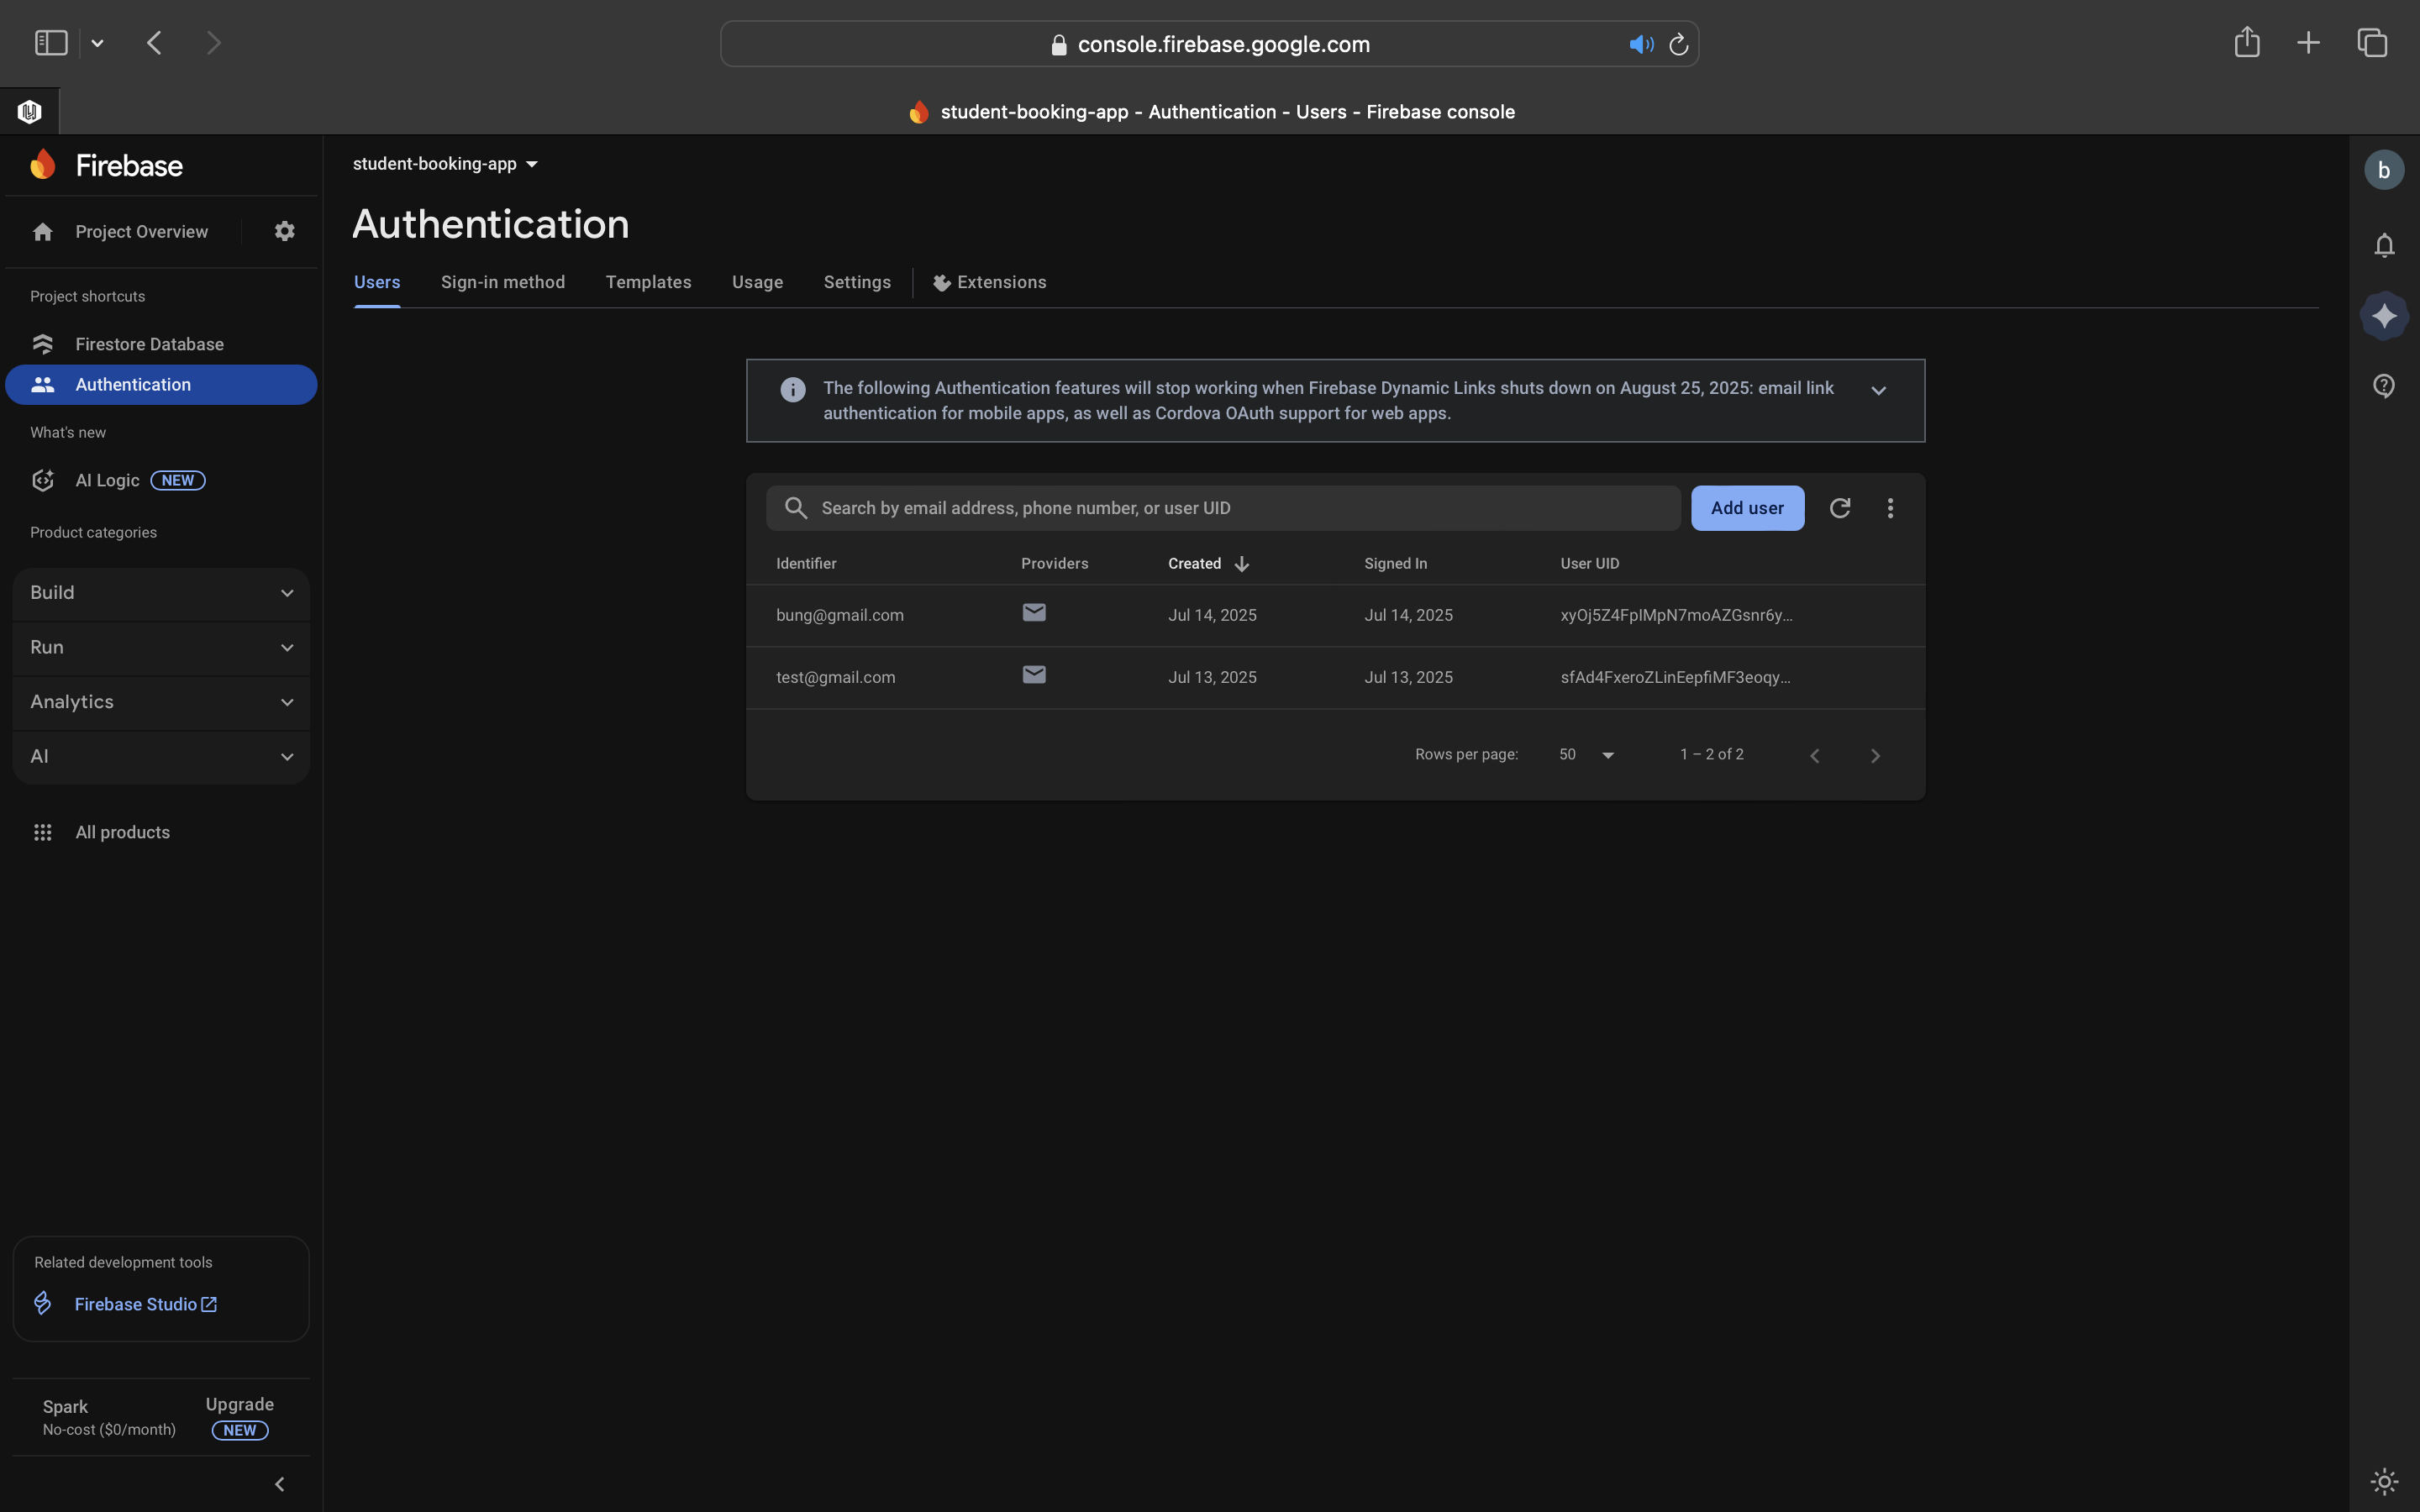 console.firebase.google.com
student-booking-app - Authentication - Users - Firebase console
Firebase
Project Overview
Project shortcuts
Firestore Database
Authentication
What's new
AI Logic NEW
Product categories
Build
Run
Analytics
AI
All products
Related development tools
Firebase Studio
Spark
No-cost ($0/month)
Upgrade
NEW
student-booking-app
Authentication
Users Sign-in method Templates Usage Settings Extensions
The following Authentication features will stop working when Firebase Dynamic Links shuts down on August 25, 2025: email link
authentication for mobile apps, as well as Cordova OAuth support for web apps.
Search by email address, phone number, or user UID Add user
Identifier Providers Created Signed In User UID
bung@gmail.com Jul 14, 2025 Jul 14, 2025 xyOj5Z4FpIMpN7moAZGsnr6y...
test@gmail.com Jul 13, 2025 Jul 13, 2025 sfAd4FxeroZLinEepfiMF3eoqy...
Rows per page: 50 1 – 2 of 2
b